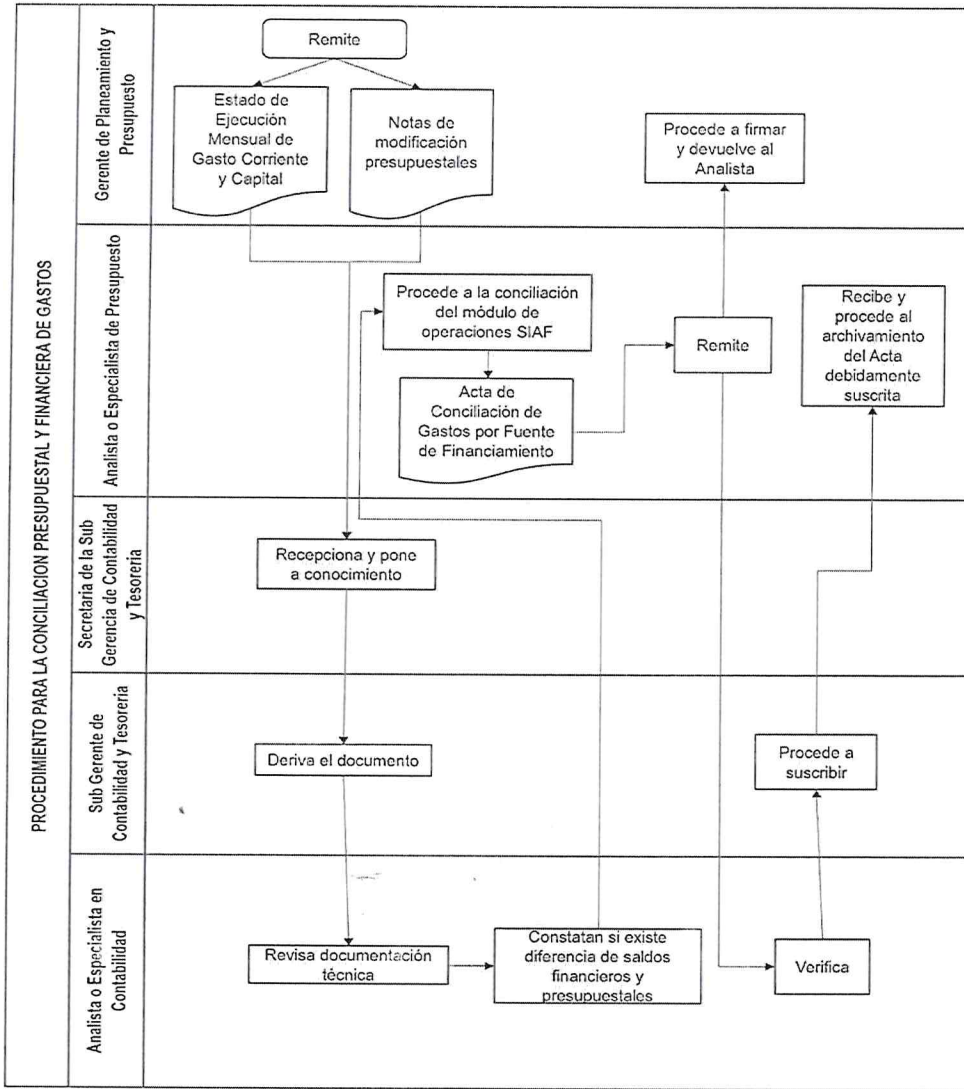 PROCEDIMIENTO PARA LA CONCILIACION PRESUPUESTAL Y FINANCIERA DE GASTOS
Gerente de Planeamiento y
Presupuesto
Remite
Estado de
Ejecución
Mensual de
Gasto Corriente
y Capital
Notas de
modificación
presupuestales
Procede a firmar
y devuelve al
Analista
Analista o Especialista de Presupuesto
Procede a la conciliación
del módulo de
operaciones SIAF
Acta de
Conciliación de
Gastos por Fuente
de Financiamiento
Remite
Recibe y
procede al
archivamiento
del Acta
debidamente
suscrita
Secretaria de la Sub
Gerencia de Contabilidad
y Tesoreria
Recepciona y pone
a conocimiento
Sub Gerente de
Contabilidad y Tesorería
Deriva el documento
Procede a
suscribir
Analista o Especialista en
Contabilidad
Revisa documentación
técnica
Constatan si existe
diferencia de saldos
financieros y
presupuestales
Verifica